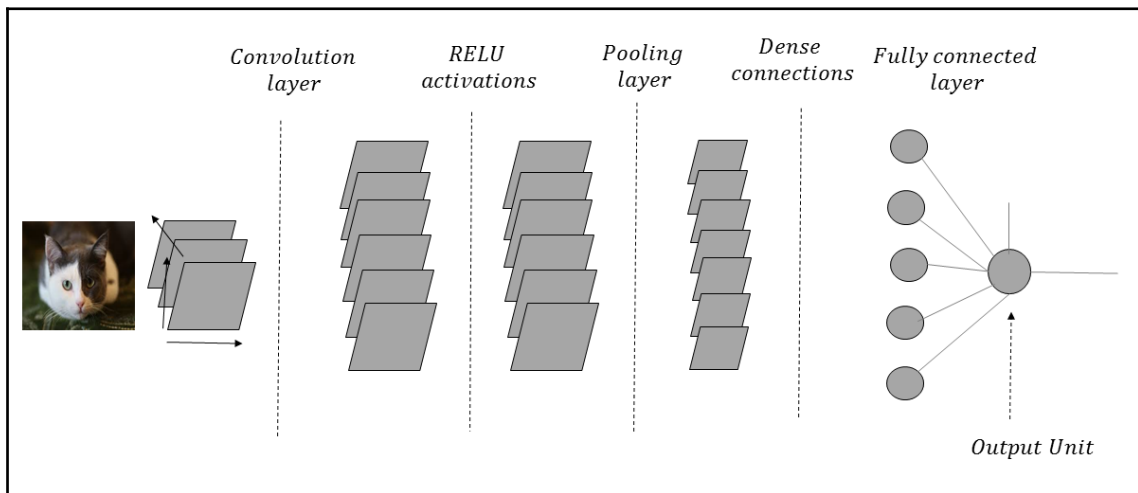 Convolution
layer
RELU
activations
Pooling
layer
Dense
connections
Fully connected
layer
Output Unit